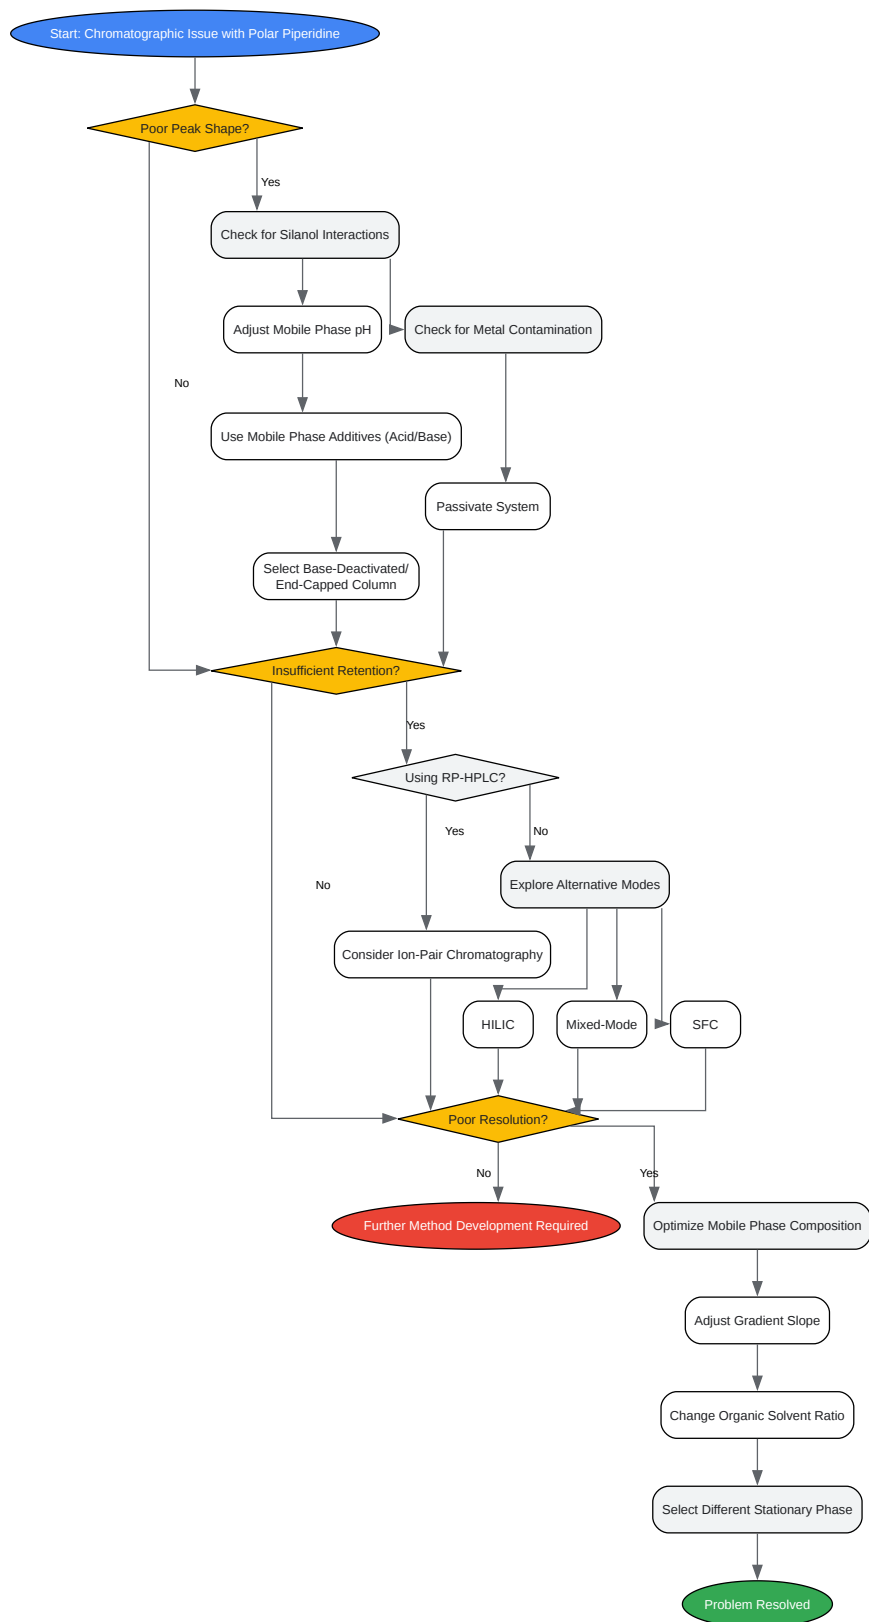 Start: Chromatographic Issue with Polar Piperidine
Poor Peak Shape?
Yes
Check for Silanol Interactions
Adjust Mobile Phase pH
Check for Metal Contamination
No
Use Mobile Phase Additives (Acid/Base)
Passivate System
Select Base-Deactivated/
End-Capped Column
Insufficient Retention?
Yes
Using RP-HPLC?
Yes
No
Explore Alternative Modes
No
Consider Ion-Pair Chromatography
HILIC
Mixed-Mode
SFC
Poor Resolution?
No
Yes
Further Method Development Required
Optimize Mobile Phase Composition
Adjust Gradient Slope
Change Organic Solvent Ratio
Select Different Stationary Phase
Problem Resolved